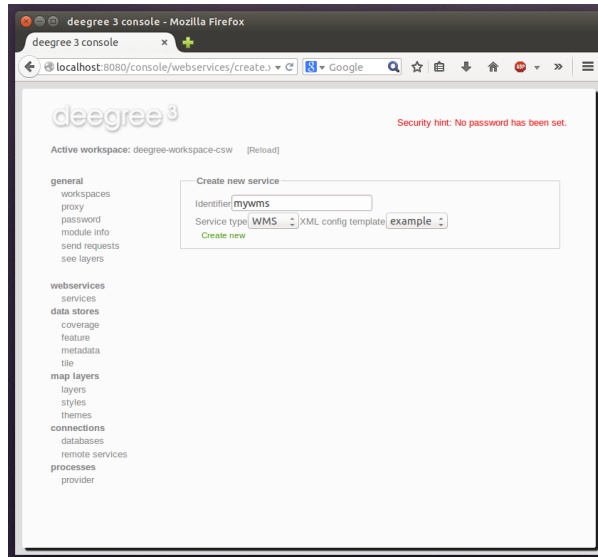 deegree 3 console - Mozilla Firefox
deegree 3 console
localhost:8080/console/webservices/create.
Google
ABP
deegree 3
Security hint: No password has been set.
Active workspace: deegree-workspace-csw [Reload]
general
workspaces
proxy
password
module info
send requests
see layers
webservices
services
data stores
coverage
feature
metadata
tile
map layers
layers
styles
themes
connections
databases
remote services
processes
provider
Create new service
Identifier mywms
Service type WMS XML config template example
Create new